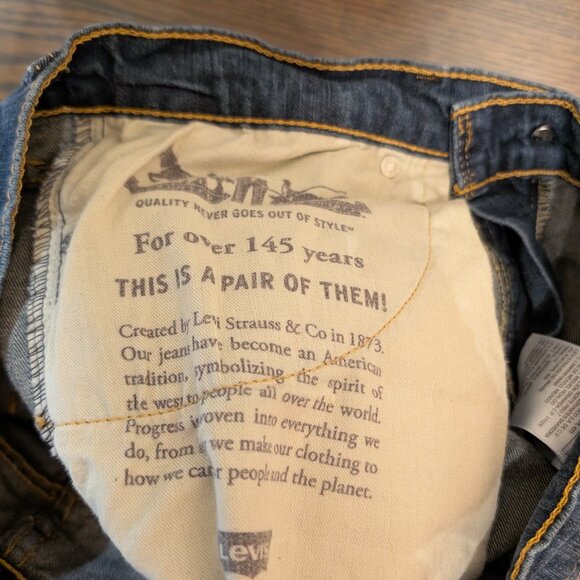 QUALITY NEVER GOES OUT OF STYLE™
For over 145 years
THIS IS A PAIR OF THEM!
Created by Levi Strauss & Co in 1873.
Our jeans have become an American
tradition, symbolizing the spirit of
the west to people all over the world.
Progress woven into everything we
do, from we make our clothing to
how we care people and the planet.
LEVI'S